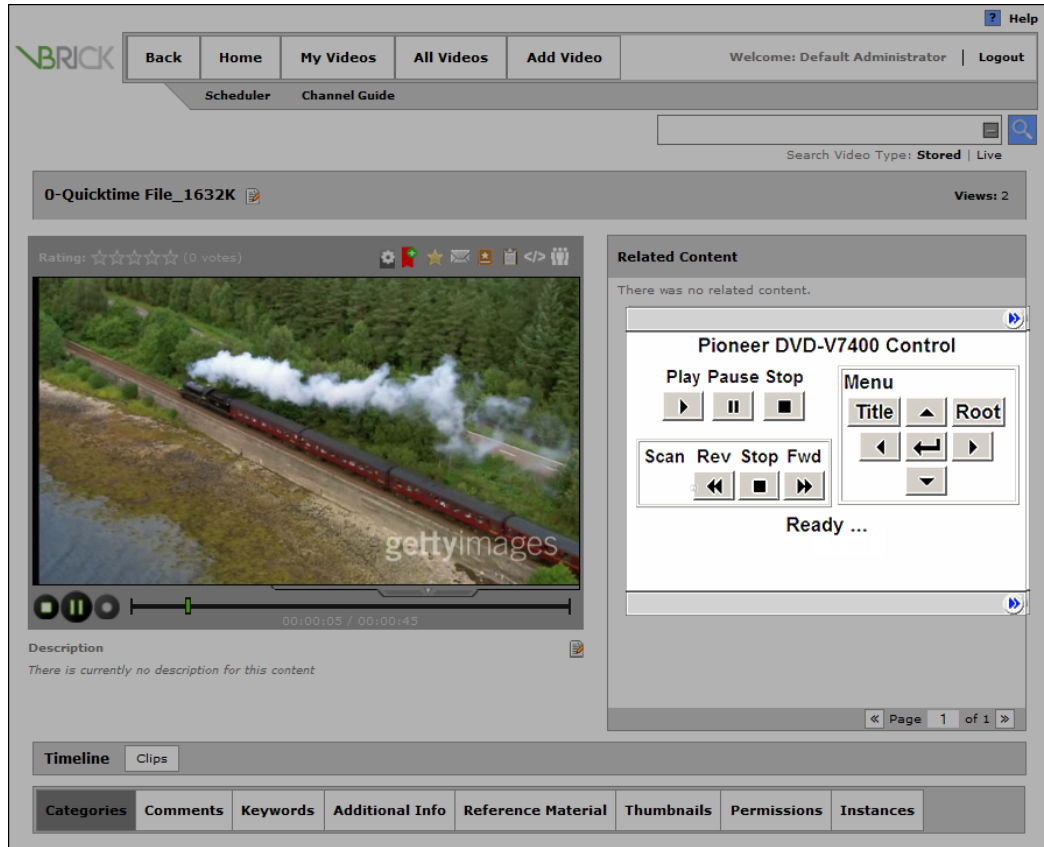 ? Help
VBRICK
Back Home My Videos All Videos Add Video Welcome: Default Administrator | Logout
Scheduler Channel Guide
Search Video Type: Stored | Live
0-Quicktime File_1632K Views: 2
Rating: (0 votes)
</>
gettyimages
00:00:05 / 00:00:45
Description
There is currently no description for this content
Related Content
There was no related content.
Pioneer DVD-V7400 Control
Play Pause Stop
Menu
Title Root
Scan Rev Stop Fwd
Ready ...
« Page 1 of 1 »
Timeline Clips
Categories Comments Keywords Additional Info Reference Material Thumbnails Permissions Instances